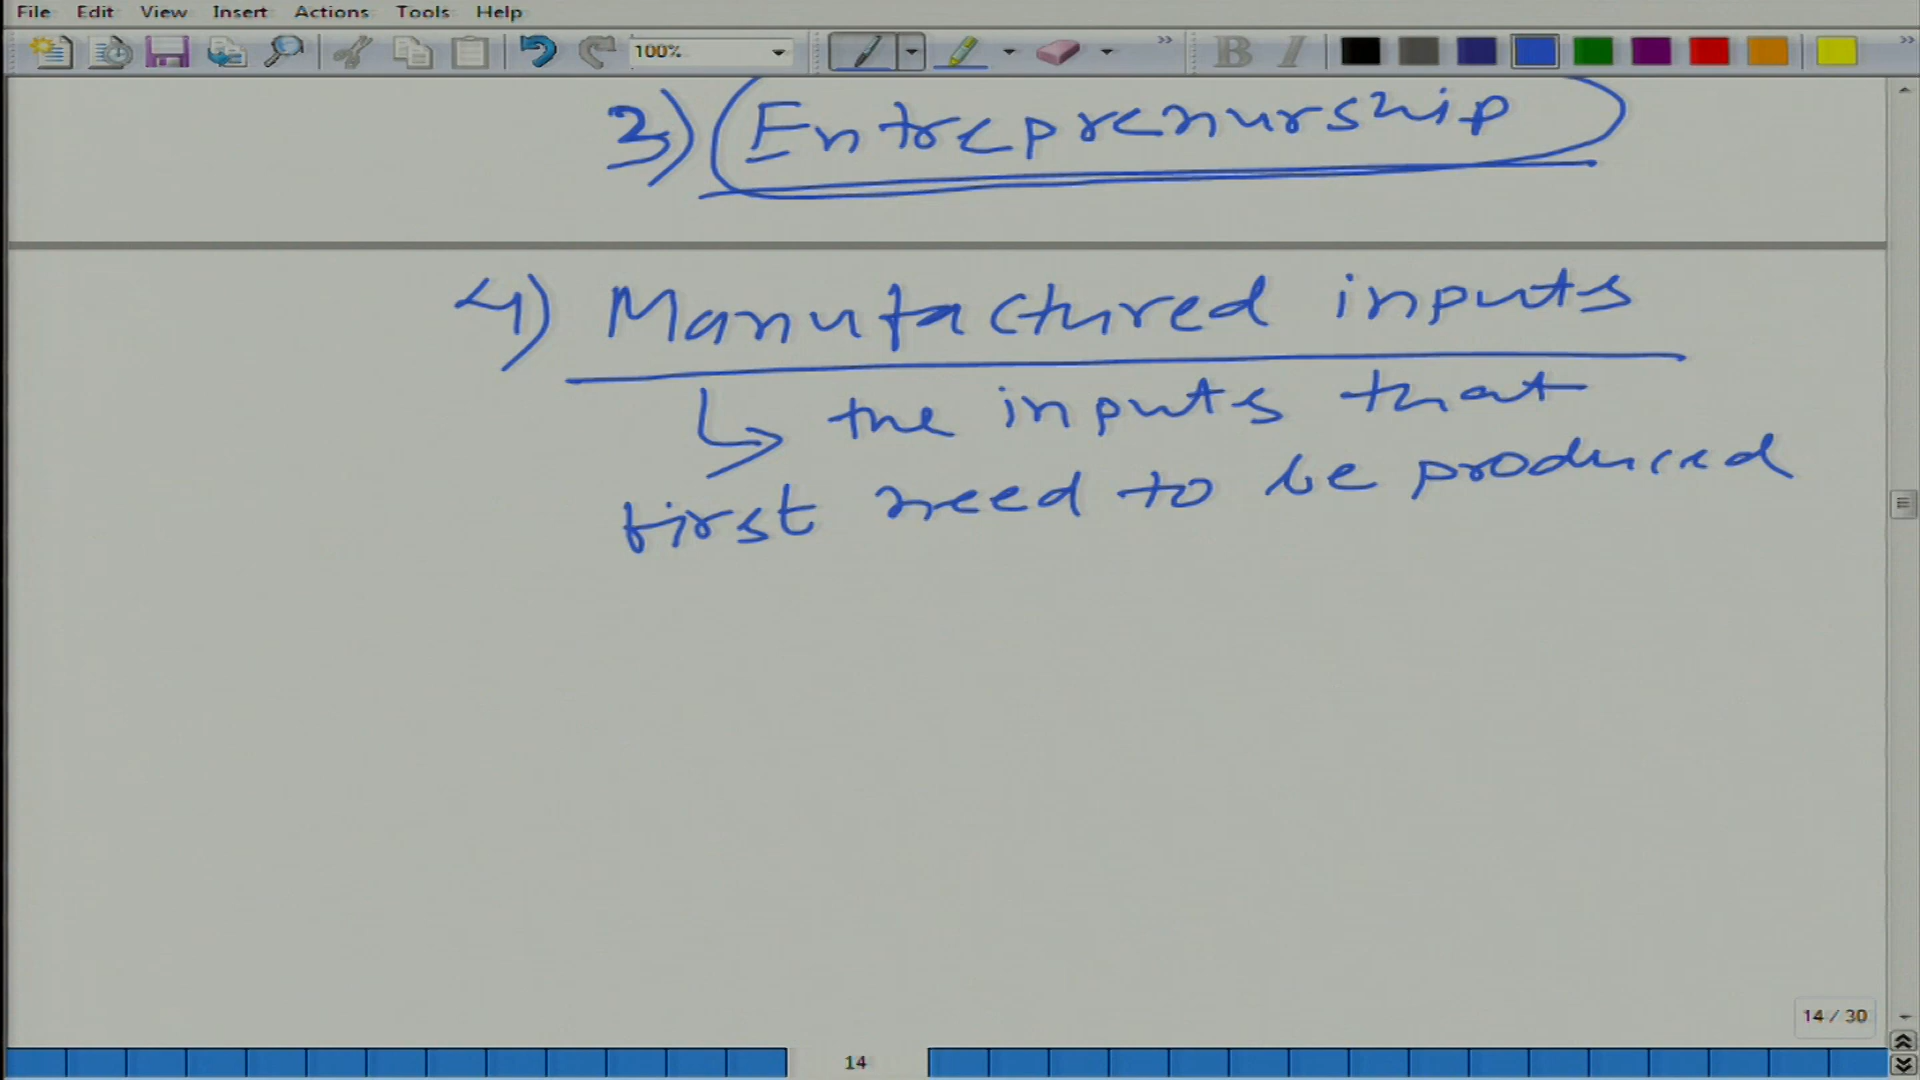 File Edit View Insert Actions Tools Help
100%
B I
3) Entreprenurship
4) Manufactured inputs
the inputs that
first need to be produced
14 / 30
14